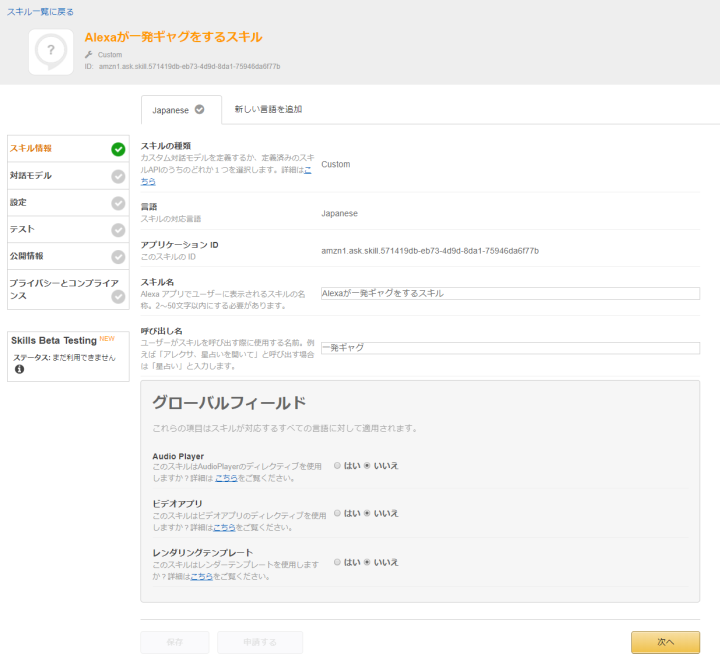 スキル一覧に戻る
Alexaが一発ギャグをするスキル
Custom
ID: amzn1.ask.skill.571419db-eb73-4d9d-8da1-75946da6f77b
Japanese
新しい言語を追加
スキル情報
対話モデル
設定
テスト
公開情報
プライバシーとコンプライア
ンス
Skills Beta Testing NEW
ステータス: まだ利用できません
スキルの種類
カスタム対話モデルを定義するか、定義済みのスキ
ルAPIのうちのどれか１つを選択します。詳細はこ
ちら
Custom
言語
スキルの対応言語
Japanese
アプリケーション ID
このスキルの ID
amzn1.ask.skill.571419db-eb73-4d9d-8da1-75946da6f77b
スキル名
Alexa アプリでユーザーに表示されるスキルの名
称。2～50文字以内にする必要があります。
Alexaが一発ギャグをするスキル
呼び出し名
ユーザーがスキルを呼び出す際に使用する名前。例
えば「アレクサ、星占いを開いて」と呼び出す場合
は「星占い」と入力します。
一発ギャグ
グローバルフィールド
これらの項目はスキルが対応するすべての言語に対して適用されます。
Audio Player
このスキルはAudioPlayerのディレクティブを使用
しますか？詳細は こちらをご覧ください。
はい いいえ
ビデオアプリ
このスキルはビデオアプリのディレクティブを使用
しますか？詳細はこちらをご覧ください。
はい いいえ
レンダリングテンプレート
このスキルはレンダーテンプレートを使用します
か？詳細はこちらをご覧ください。
はい いいえ
保存
申請する
次へ